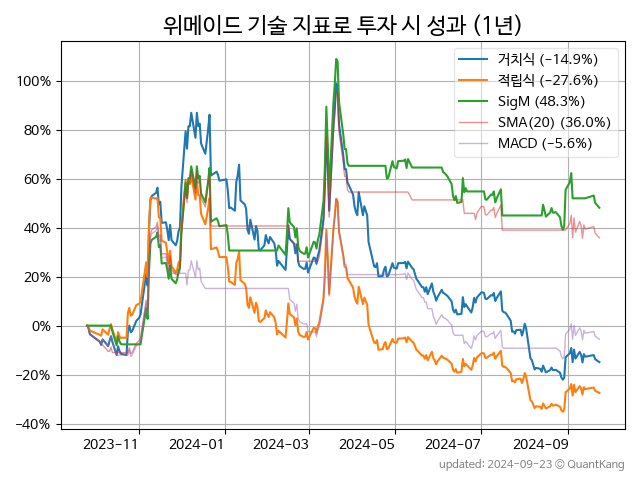 위메이드 기술 지표로 투자 시 성과 (1년)
거치식 (−14.9%)
적립식 (−27.6%)
SigM (48.3%)
SMA(20) (36.0%)
MACD (−5.6%)
100%
80%
60%
40%
20%
0%
−20%
−40%
2023-11 2024-01 2024-03 2024-05 2024-07 2024-09
updated: 2024-09-23 © QuantKang